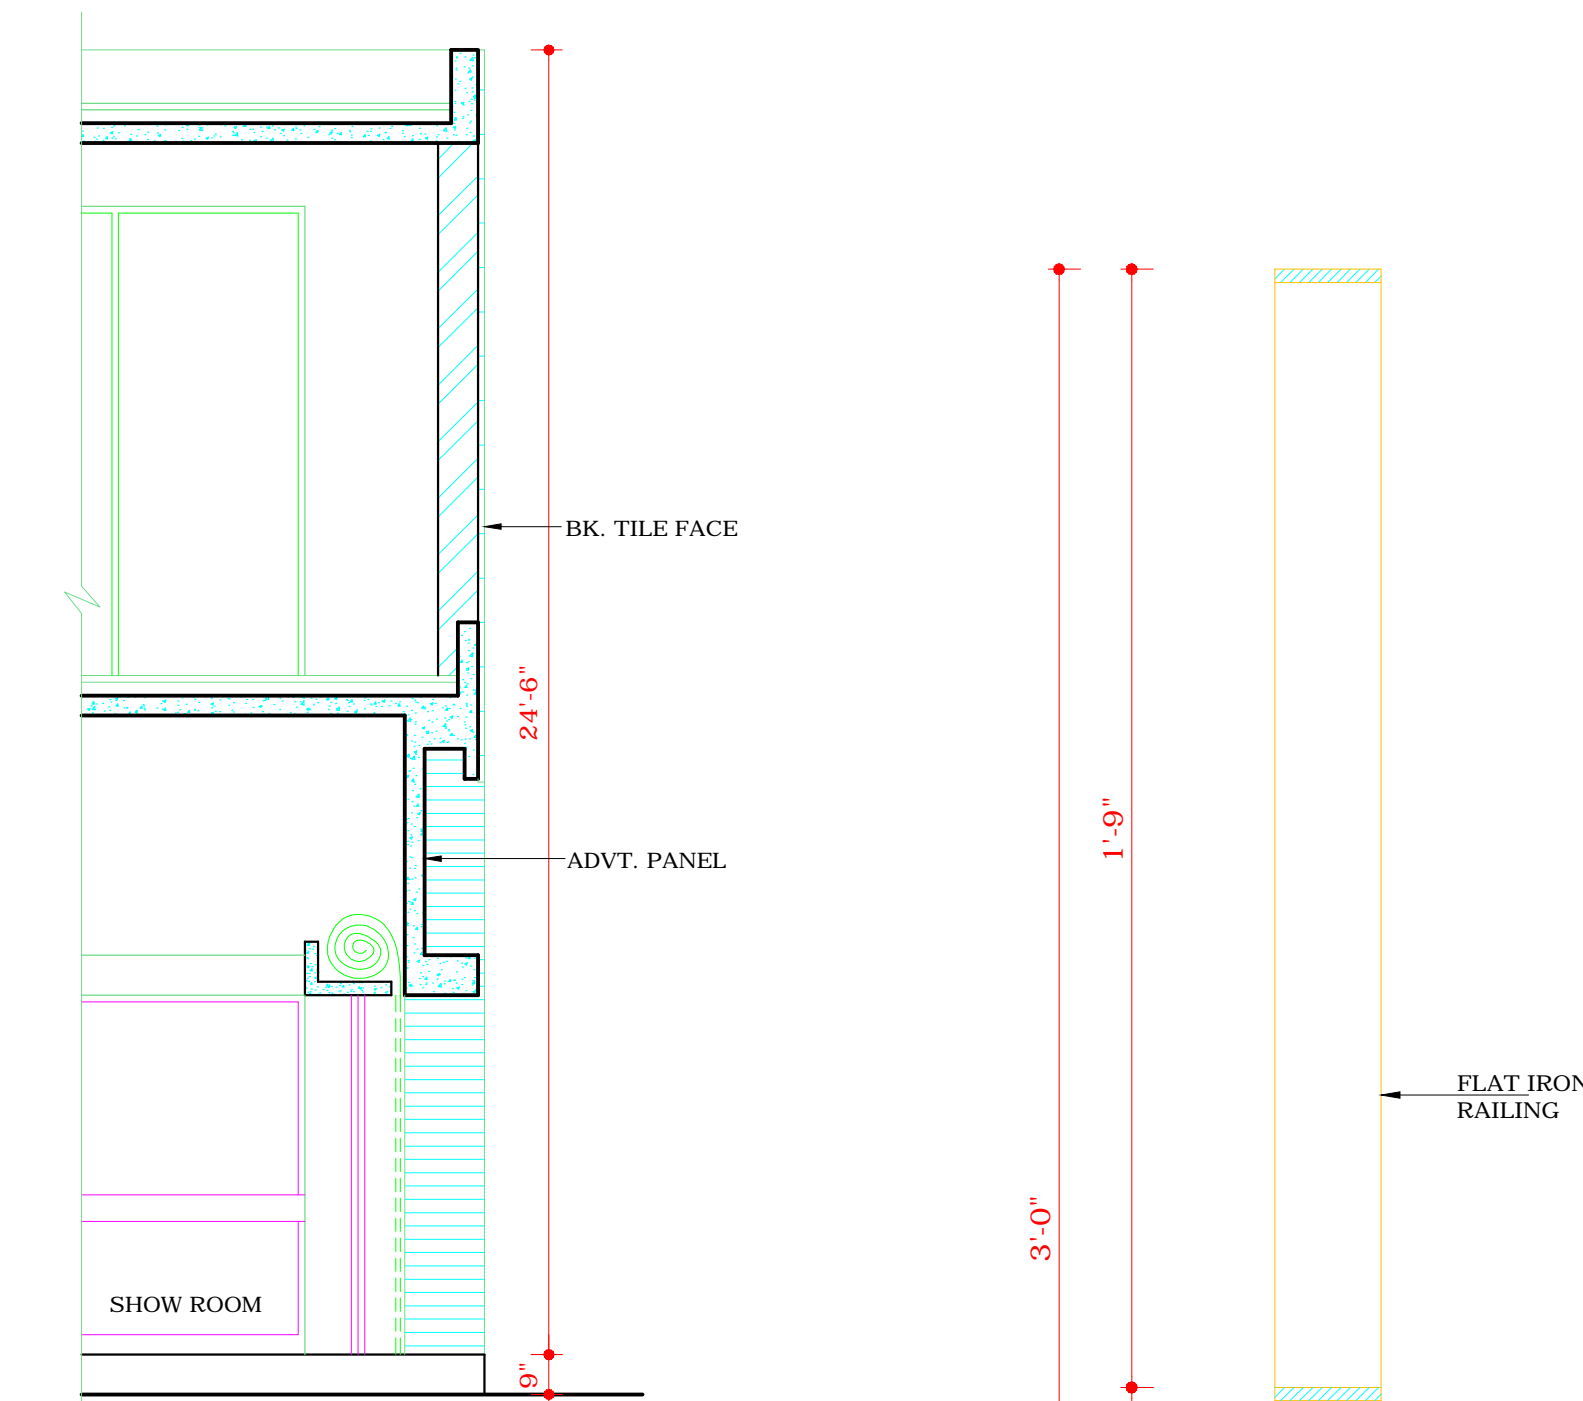 BK. TILE FACE
24'-6"
ADVT. PANEL
1'-9"
FLAT IRON
RAILING
3'-0"
SHOW ROOM
9"